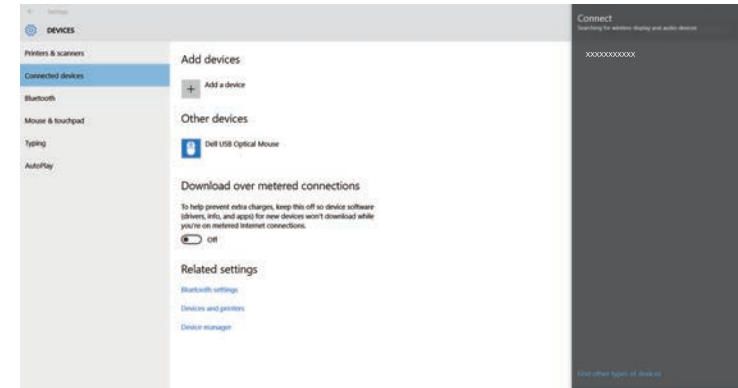 Settings
DEVICES
Printers & scanners
Connected devices
Bluetooth
Mouse & touchpad
Typing
AutoPlay
Add devices
Add a device
Other devices
Dell USB Optical Mouse
Download over metered connections
To help prevent extra charges, keep this off so device software
(drivers, info, and apps) for new devices won't download while
you're on metered Internet connections.
Off
Related settings
Bluetooth settings
Devices and printers
Device manager
Connect
Searching for wireless display and audio devices
xxxxxxxxxxx
Find other types of devices